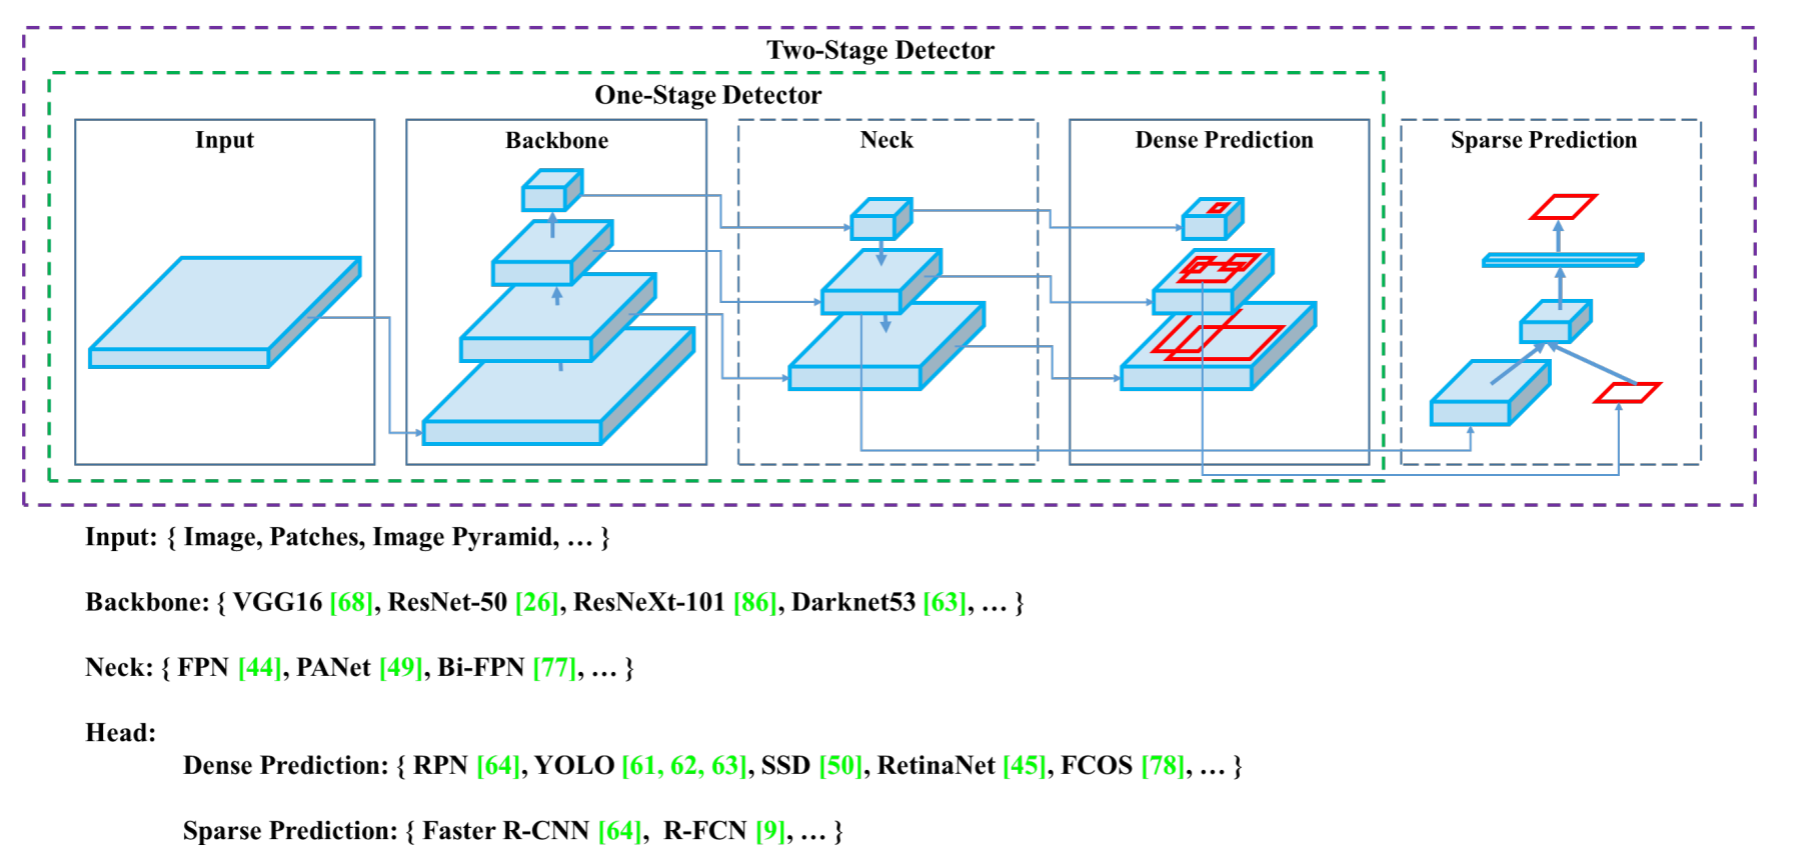 Two-Stage Detector
One-Stage Detector
Input
Backbone
Neck
Dense Prediction
Sparse Prediction
Input: { Image, Patches, Image Pyramid, … }
Backbone: { VGG16 [68], ResNet-50 [26], ResNeXt-101 [86], Darknet53 [63], … }
Neck: { FPN [44], PANet [49], Bi-FPN [77], … }
Head:
Dense Prediction: { RPN [64], YOLO [61, 62, 63], SSD [50], RetinaNet [45], FCOS [78], … }
Sparse Prediction: { Faster R-CNN [64], R-FCN [9], … }